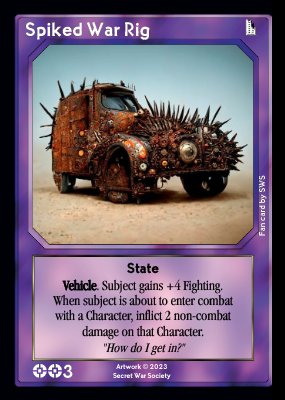 Spiked War Rig
Fan card by SWS
State
Vehicle. Subject gains +4 Fighting.
When subject is about to enter combat
with a Character, inflict 2 non-combat
damage on that Character.
"How do I get in?"
3
Artwork © 2023
Secret War Society